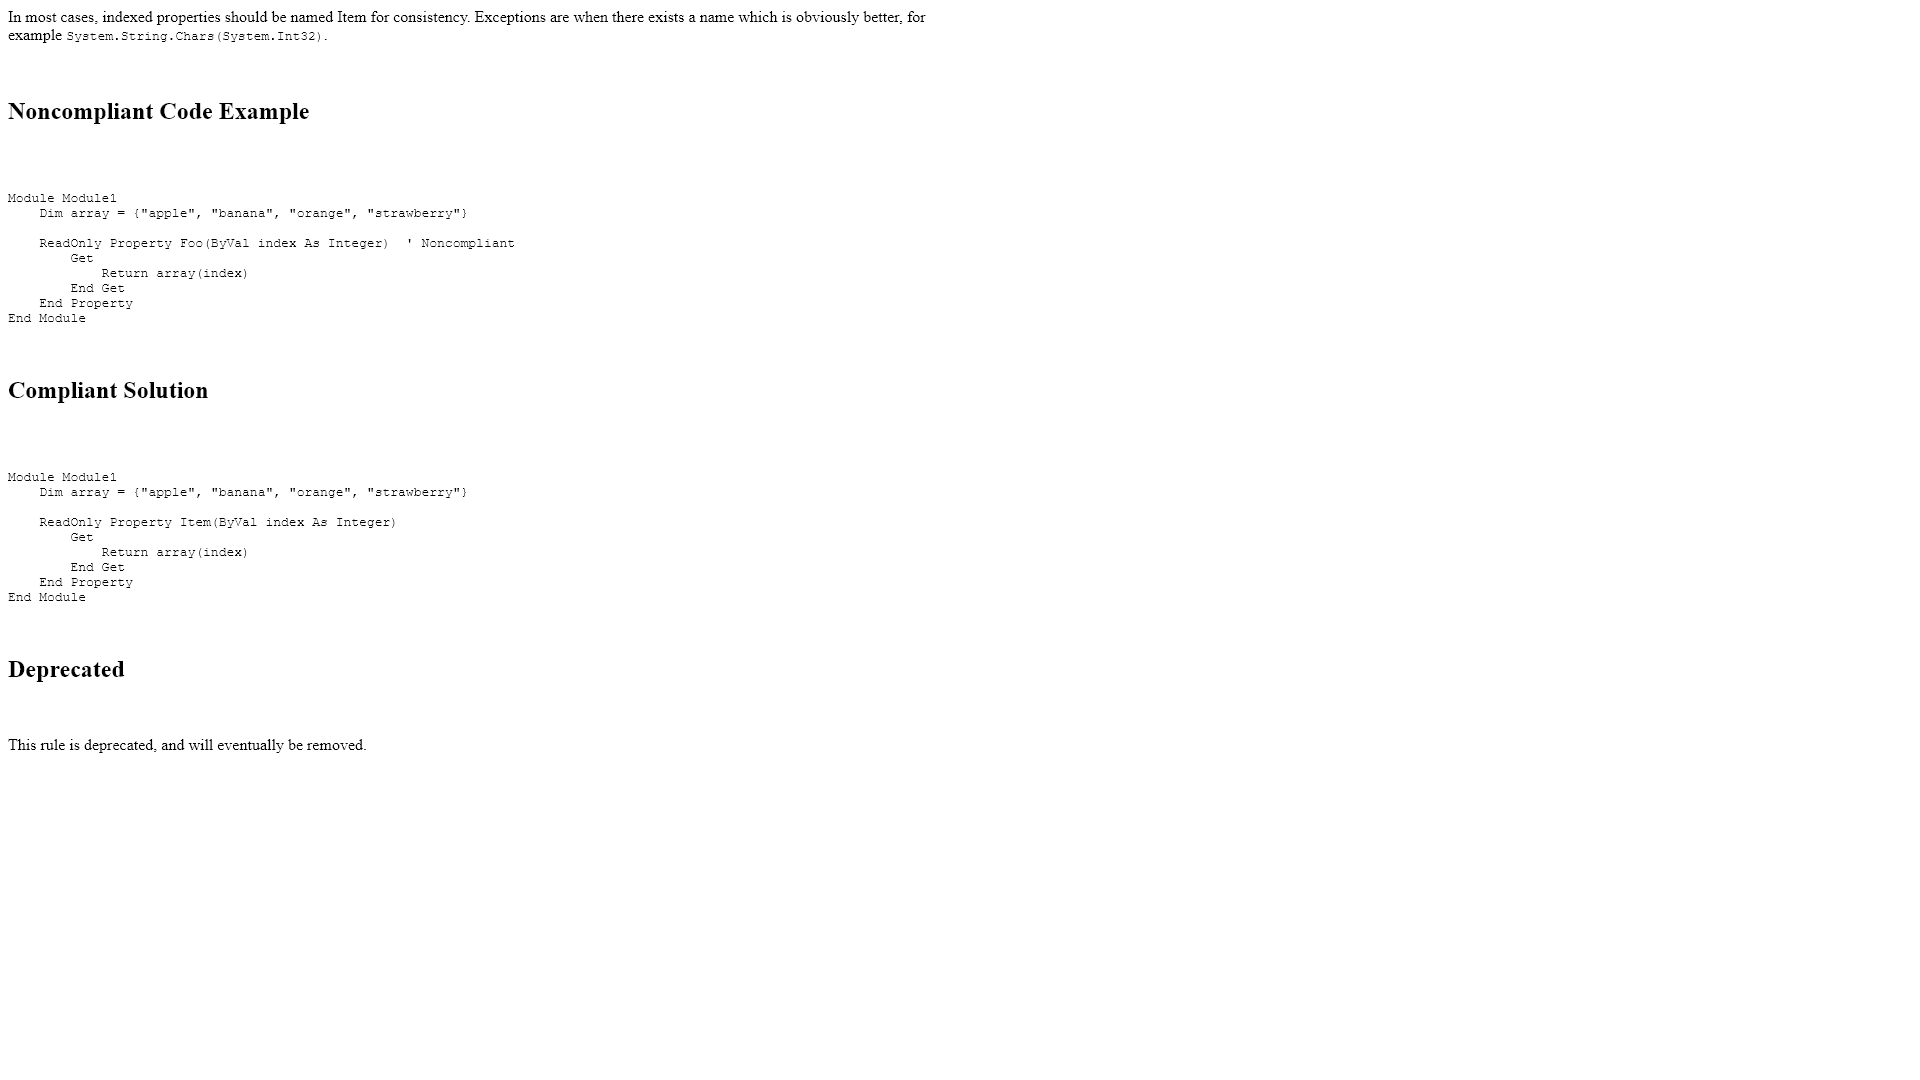 In most cases, indexed properties should be named Item for consistency. Exceptions are when there exists a name which is obviously better, for
example System.String.Chars(System.Int32).
Noncompliant Code Example
Module Module1
    Dim array = {"apple", "banana", "orange", "strawberry"}
    ReadOnly Property Foo(ByVal index As Integer)  ' Noncompliant
        Get
            Return array(index)
        End Get
    End Property
End Module
Compliant Solution
Module Module1
    Dim array = {"apple", "banana", "orange", "strawberry"}
    ReadOnly Property Item(ByVal index As Integer)
        Get
            Return array(index)
        End Get
    End Property
End Module
Deprecated
This rule is deprecated, and will eventually be removed.